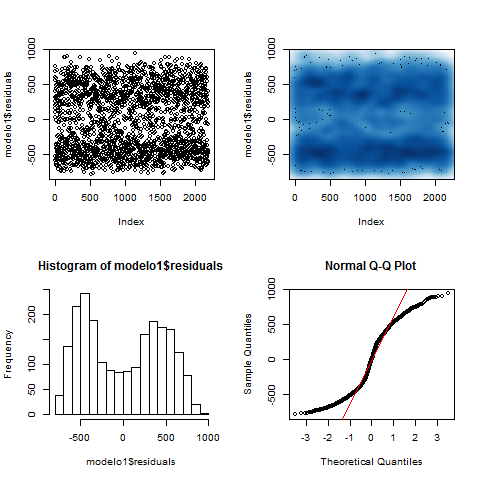 modelo1$residuals
-500 0 500 1000
0 500 1000 1500 2000
Index
modelo1$residuals
-500 0 500 1000
0 500 1000 1500 2000
Index
Histogram of modelo1$residuals
Frequency
0 50 100 200
-500 0 500 1000
modelo1$residuals
Normal Q-Q Plot
Sample Quantiles
-500 0 500 1000
-3 -2 -1 0 1 2 3
Theoretical Quantiles